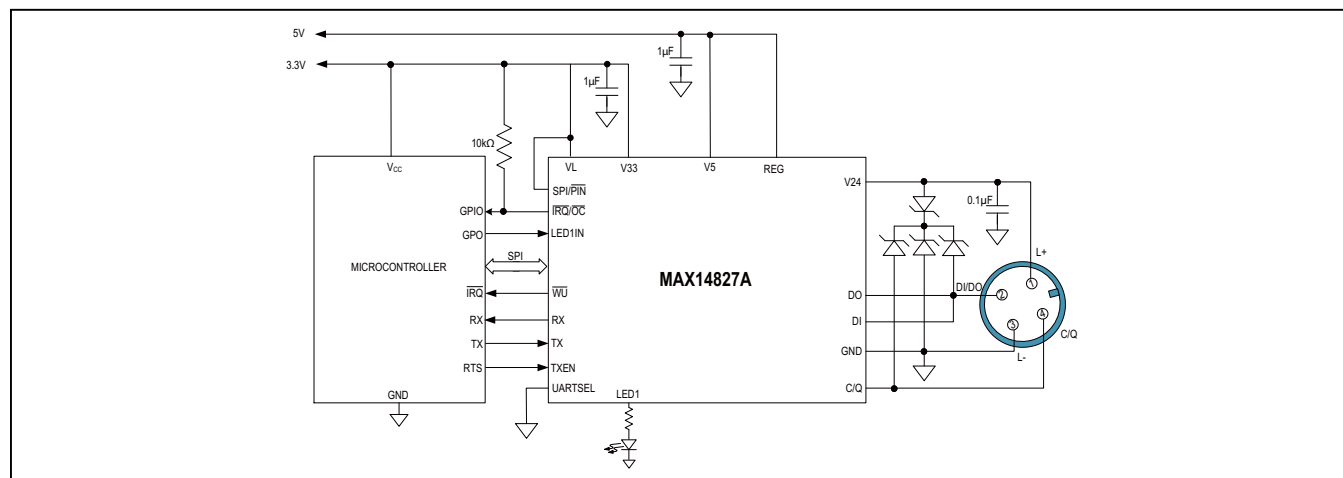 5V
3.3V
1µF
1µF
10kΩ
VCC
VL
V33
V5
REG
V24
SPI/PIN
0.1µF
GPIO
IRQ/OC
GPO
LED1IN
L+
MICROCONTROLLER
SPI
MAX14827A
1
IRQ
WU
DO
DI/DO
2
RX
RX
DI
3
4
C/Q
TX
TX
GND
L-
RTS
TXEN
UARTSEL
C/Q
GND
LED1